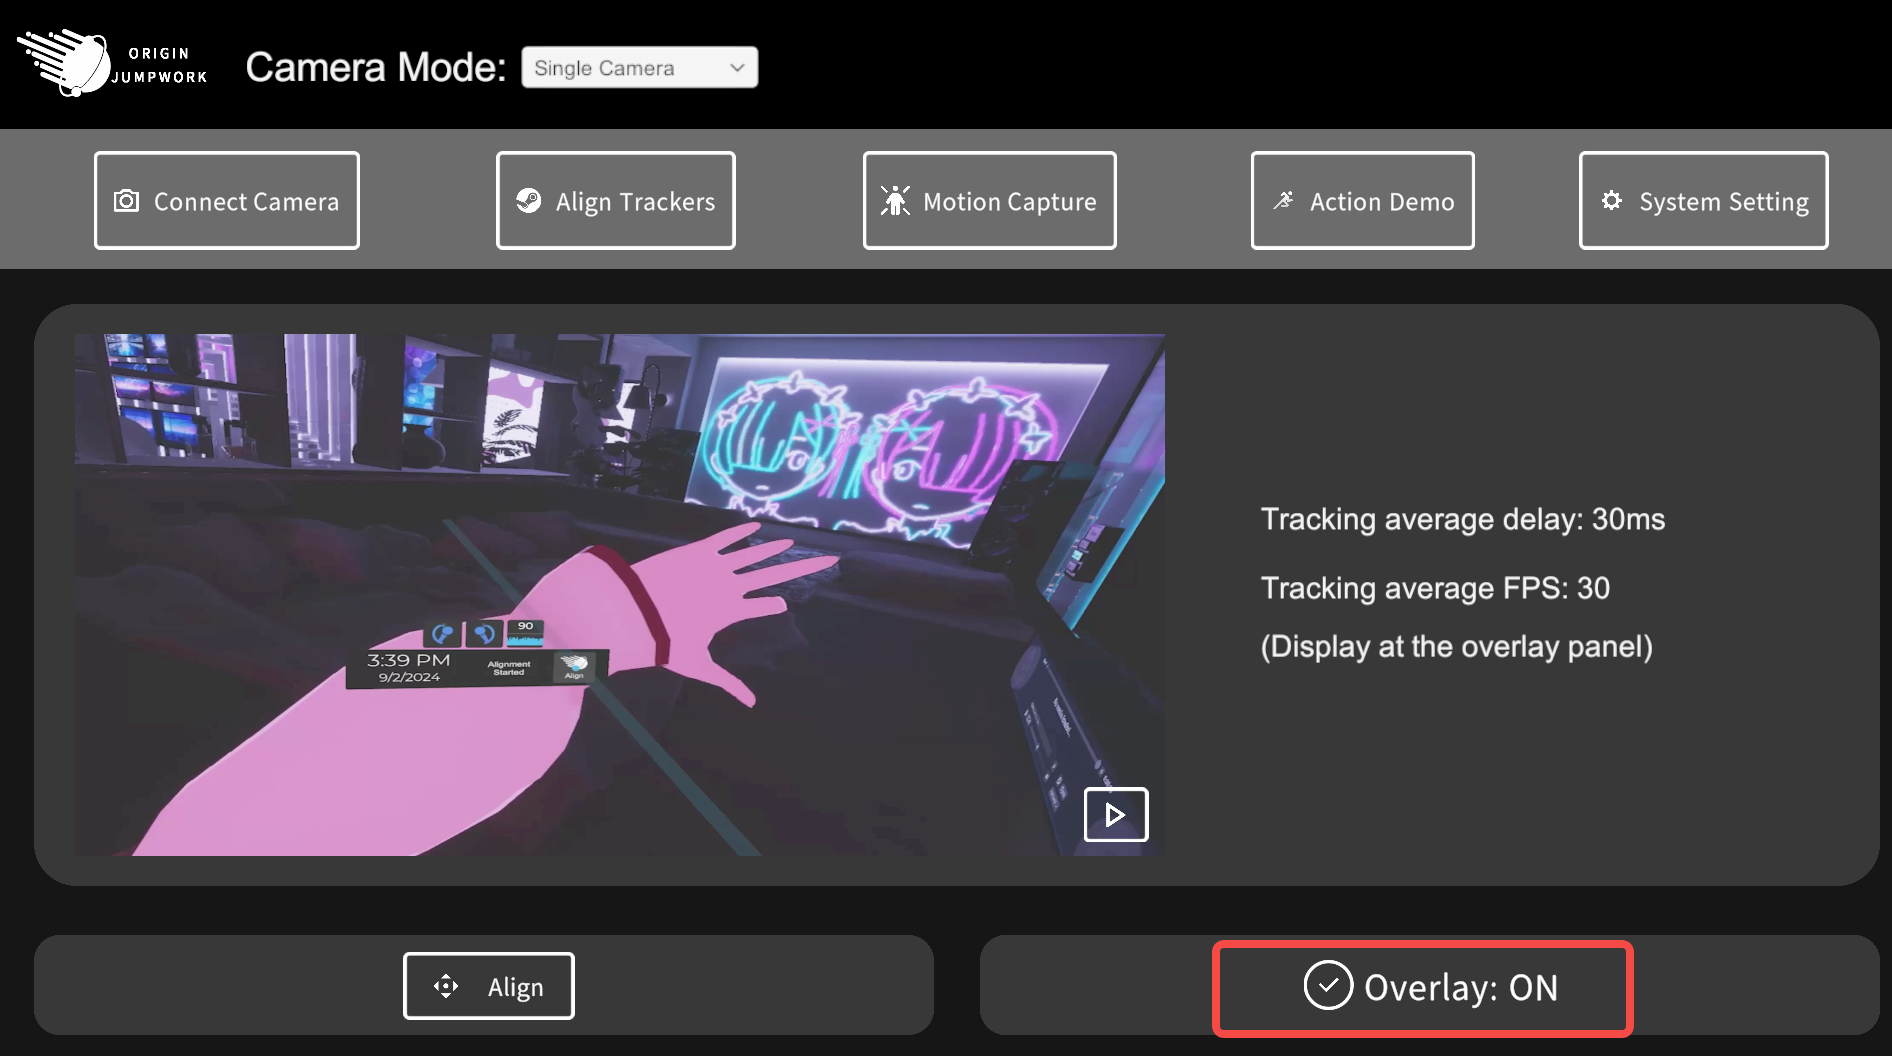 ORIGIN
JUMPWORK
Camera Mode: Single Camera
Connect Camera
Align Trackers
Motion Capture
Action Demo
System Setting
90
3:39 PM
9/2/2024
Alignment
Started
Align
Tracking average delay: 30ms
Tracking average FPS: 30
(Display at the overlay panel)
Align
Overlay: ON